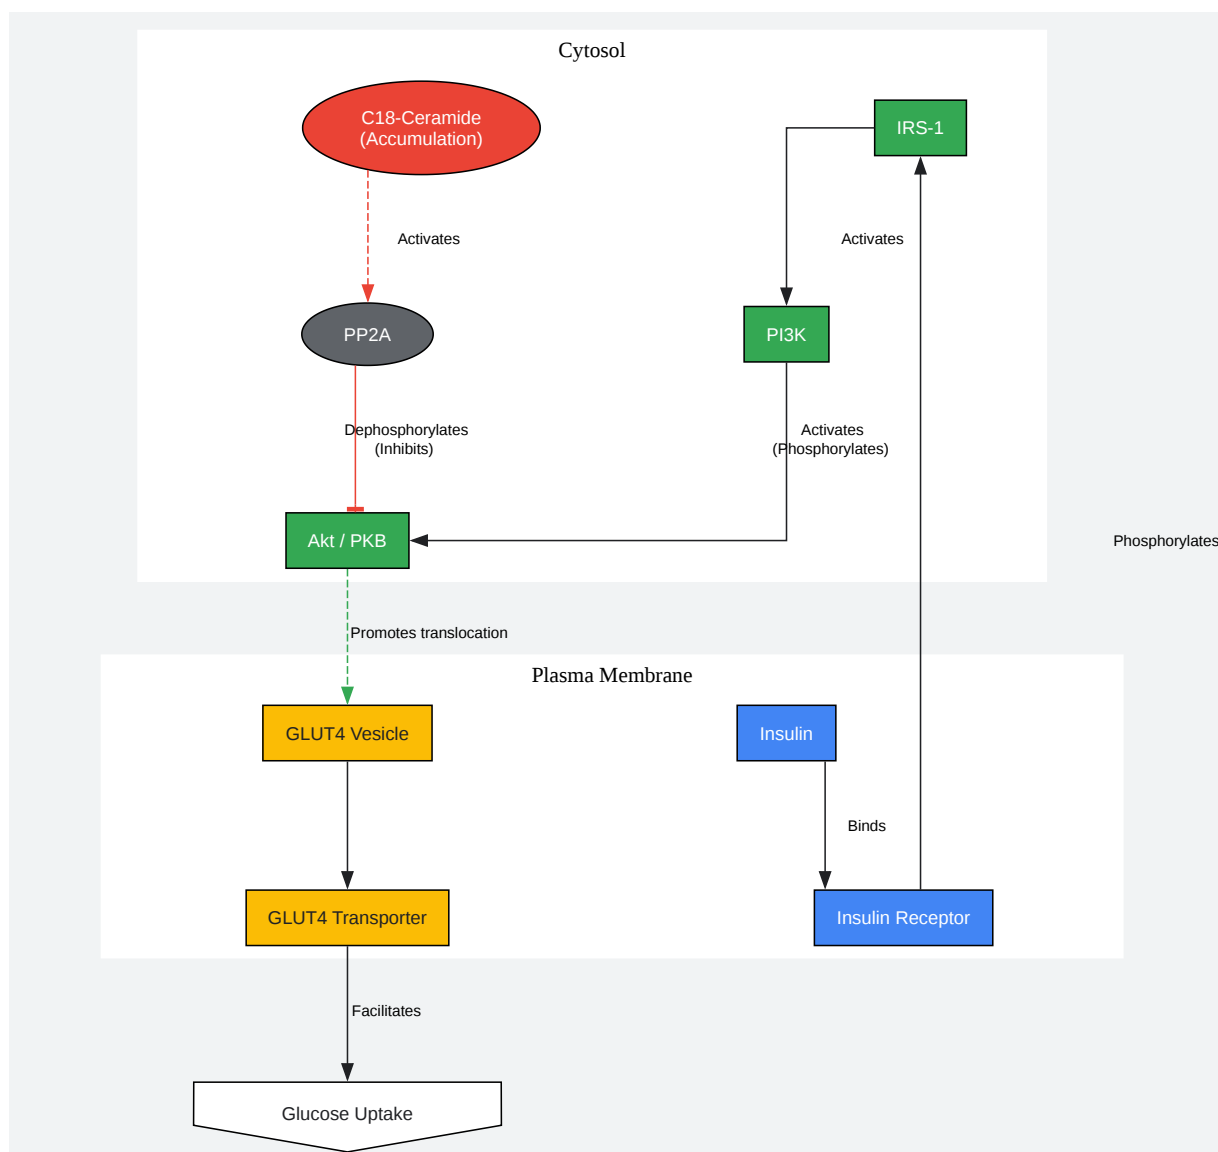 Cytosol
C18-Ceramide
(Accumulation)
IRS-1
Activates
Activates
PP2A
PI3K
Dephosphorylates
(Inhibits)
Activates
(Phosphorylates)
Akt / PKB
Phosphorylates
Promotes translocation
Plasma Membrane
GLUT4 Vesicle
Insulin
Binds
GLUT4 Transporter
Insulin Receptor
Facilitates
Glucose Uptake